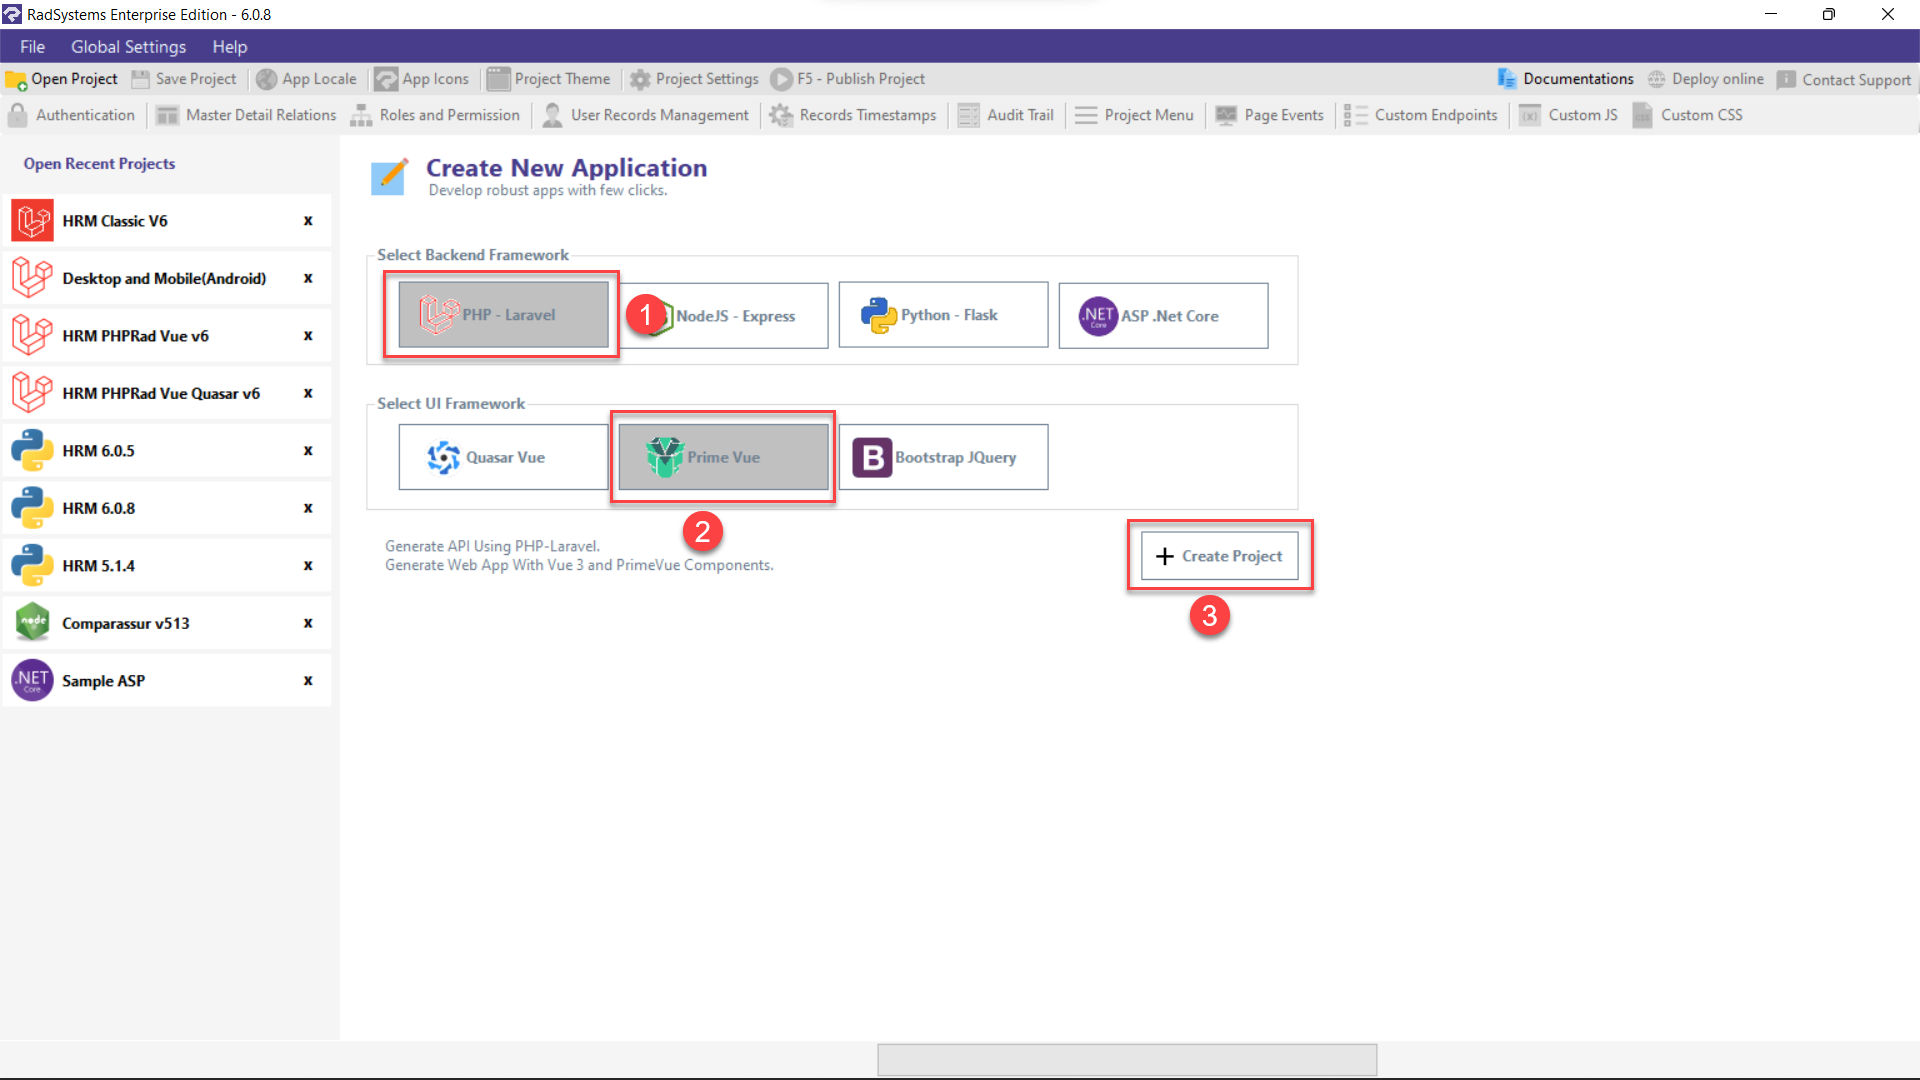 RadSystems Enterprise Edition - 6.0.8
File Global Settings Help
Open Project Save Project App Locale App Icons Project Theme Project Settings F5 - Publish Project Documentations Deploy online Contact Support
Authentication Master Detail Relations Roles and Permission User Records Management Records Timestamps Audit Trail Project Menu Page Events Custom Endpoints Custom JS Custom CSS
Open Recent Projects
HRM Classic V6 x
Desktop and Mobile(Android) x
HRM PHPRad Vue v6 x
HRM PHPRad Vue Quasar v6 x
HRM 6.0.5 x
HRM 6.0.8 x
HRM 5.1.4 x
node Comparassur v513 x
.NET Core Sample ASP x
Create New Application
Develop robust apps with few clicks.
Select Backend Framework
PHP - Laravel 1 NodeJS - Express Python - Flask .NET Core ASP .Net Core
Select UI Framework
Quasar Vue Prime Vue B Bootstrap JQuery
2
Generate API Using PHP-Laravel.
Generate Web App With Vue 3 and PrimeVue Components.
+ Create Project
3